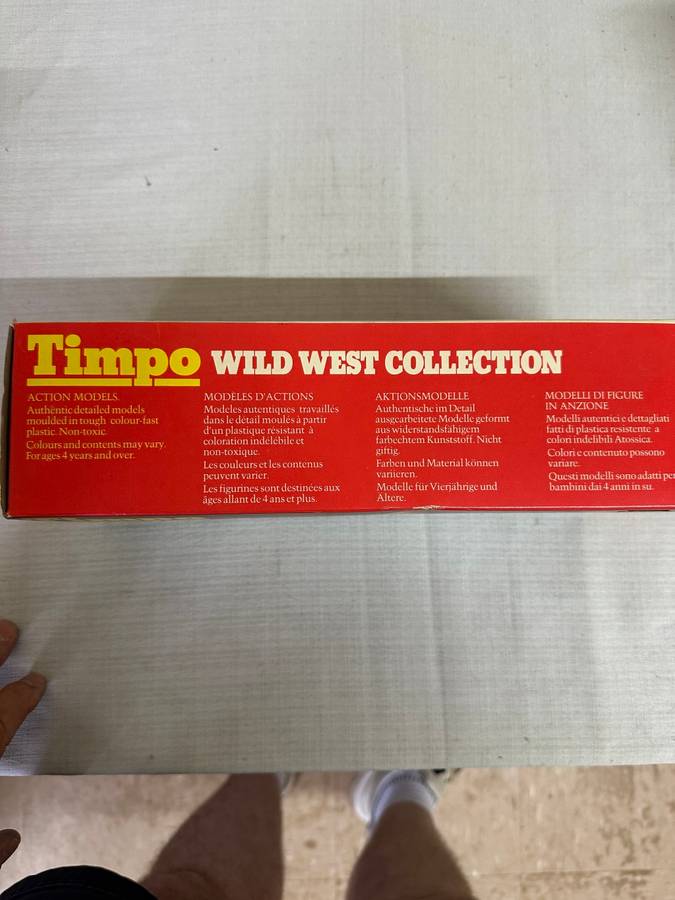 Timpo WILD WEST COLLECTION
ACTION MODELS.
Authentic detailed models
moulded in tough colour-fast
plastic. Non-toxic.
Colours and contents may vary.
For ages 4 years and over.
MODÈLES D'ACTIONS
Modeles autentiques travaillés
dans le détail moulés à partir
d'un plastique résistant à
coloration indélébile et
non-toxique.
Les couleurs et les contenus
peuvent varier.
Les figurines sont destinées aux
âges allant de 4 ans et plus.
AKTIONSMODELLE
Authentische im Detail
ausgearbeitete Modelle geformt
aus widerstandsfähigem
farbechtem Kunststoff. Nicht
giftig.
Farben und Material können
variieren.
Modelle für Vierjährige und
Altere.
MODELLI DI FIGURE
IN ANZIONE
Modelli autentici e dettagliati
fatti di plastica resistente a
colori indelibili Atossica.
Colori e contenuto possono
variare.
Questi modelli sono adatti per
bambini dai 4 anni in su.